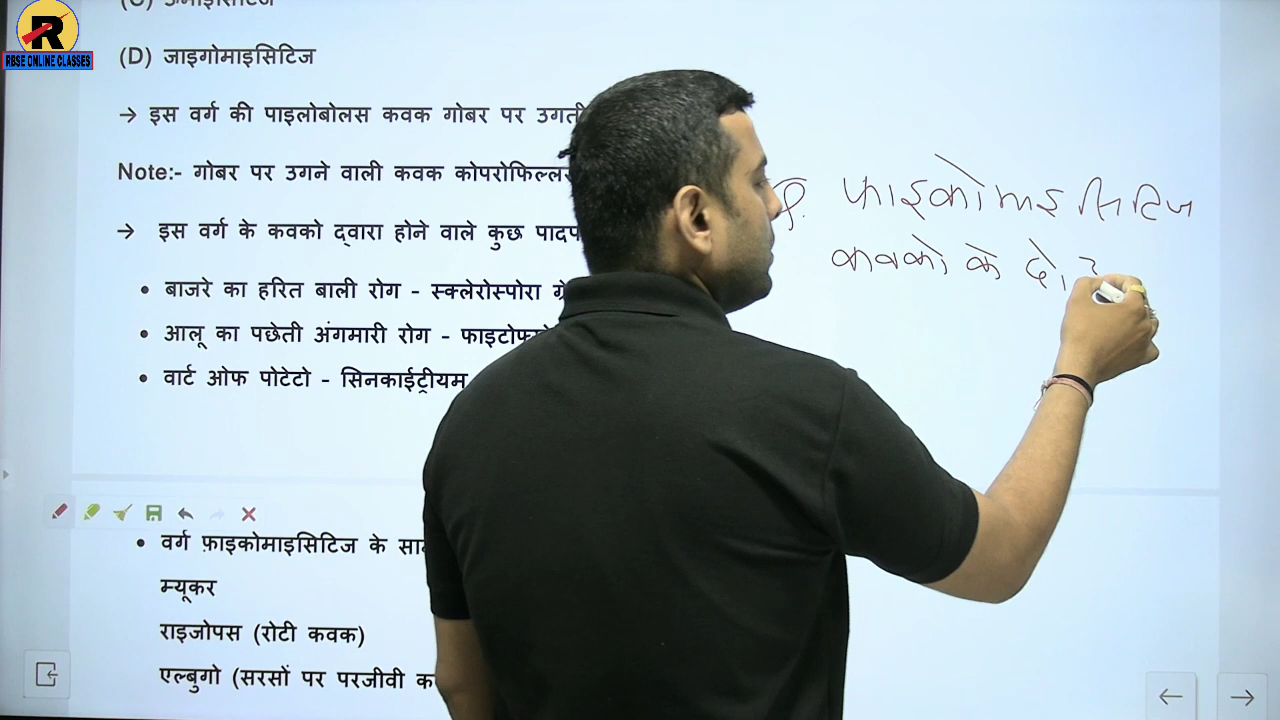 R
RBSE ONLINE CLASSES
(D) जाइगोमाइसिटिज
→ इस वर्ग की पाइलोबोलस कवक गोबर पर उगती
Note:- गोबर पर उगने वाली कवक कोपरोफिल्लस
→ इस वर्ग के कवको द्वारा होने वाले कुछ पादप
• बाजरे का हरित बाली रोग - स्क्लेरोस्पोरा
• आलू का पछेती अंगमारी रोग -
• वार्ट ओफ पोटेटो - सिनकाईट्रीयम
• वर्ग फ़ाइकोमाइसिटिज के
म्यूकर
राइजोपस (रोटी कवक)
एल्बुगो (सरसों पर परजीवी
फाइकोमाइसिटिज
कवको के दो